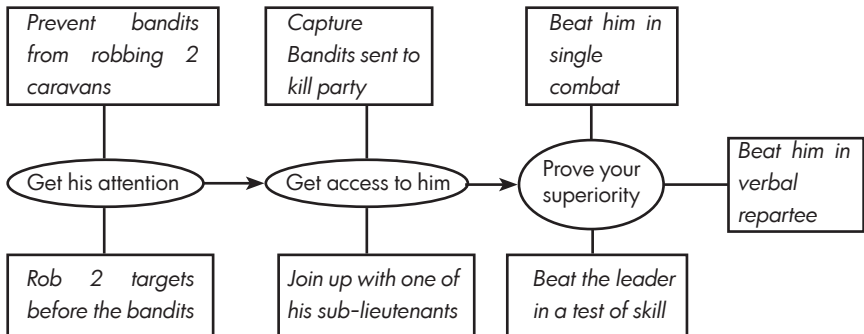 Prevent bandits
from robbing 2
caravans
Capture
Bandits sent to
kill party
Beat him in
single
combat
Get his attention
Get access to him
Prove your
superiority
Beat him in
verbal
repartee
Rob 2 targets
before the bandits
Join up with one of
his sub-lieutenants
Beat the leader
in a test of skill